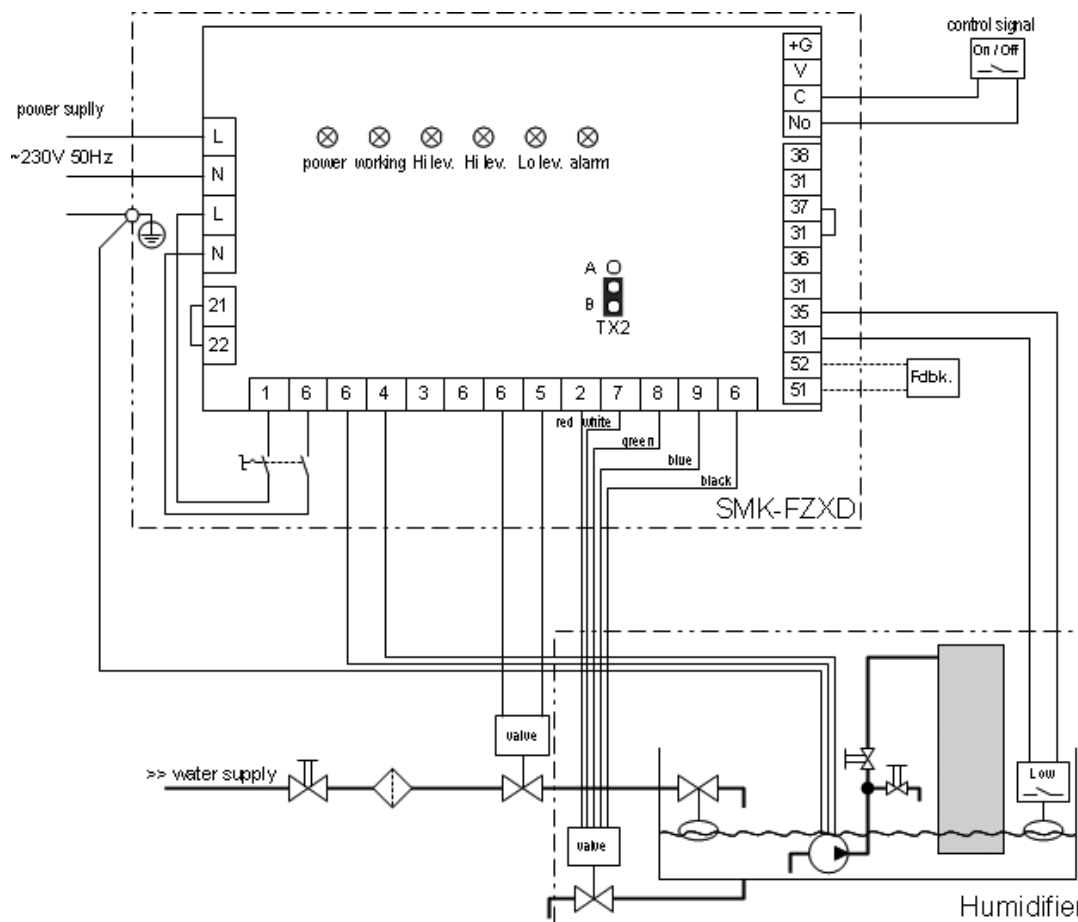 control signal
On / Off
+G
V
C
No
power suplly
~230V 50Hz
L
N
L
N
21
22
power working Hi lev. Hi lev. Lo lev. alarm
A
B
TX2
38
31
37
31
36
31
35
31
52
51
Fdbk.
1 6 6 4 3 6 6 5 2 7 8 9 6
red white
green
blue
black
SMK-FZXD
valve
>> water supply
Low
valve
Humidifier